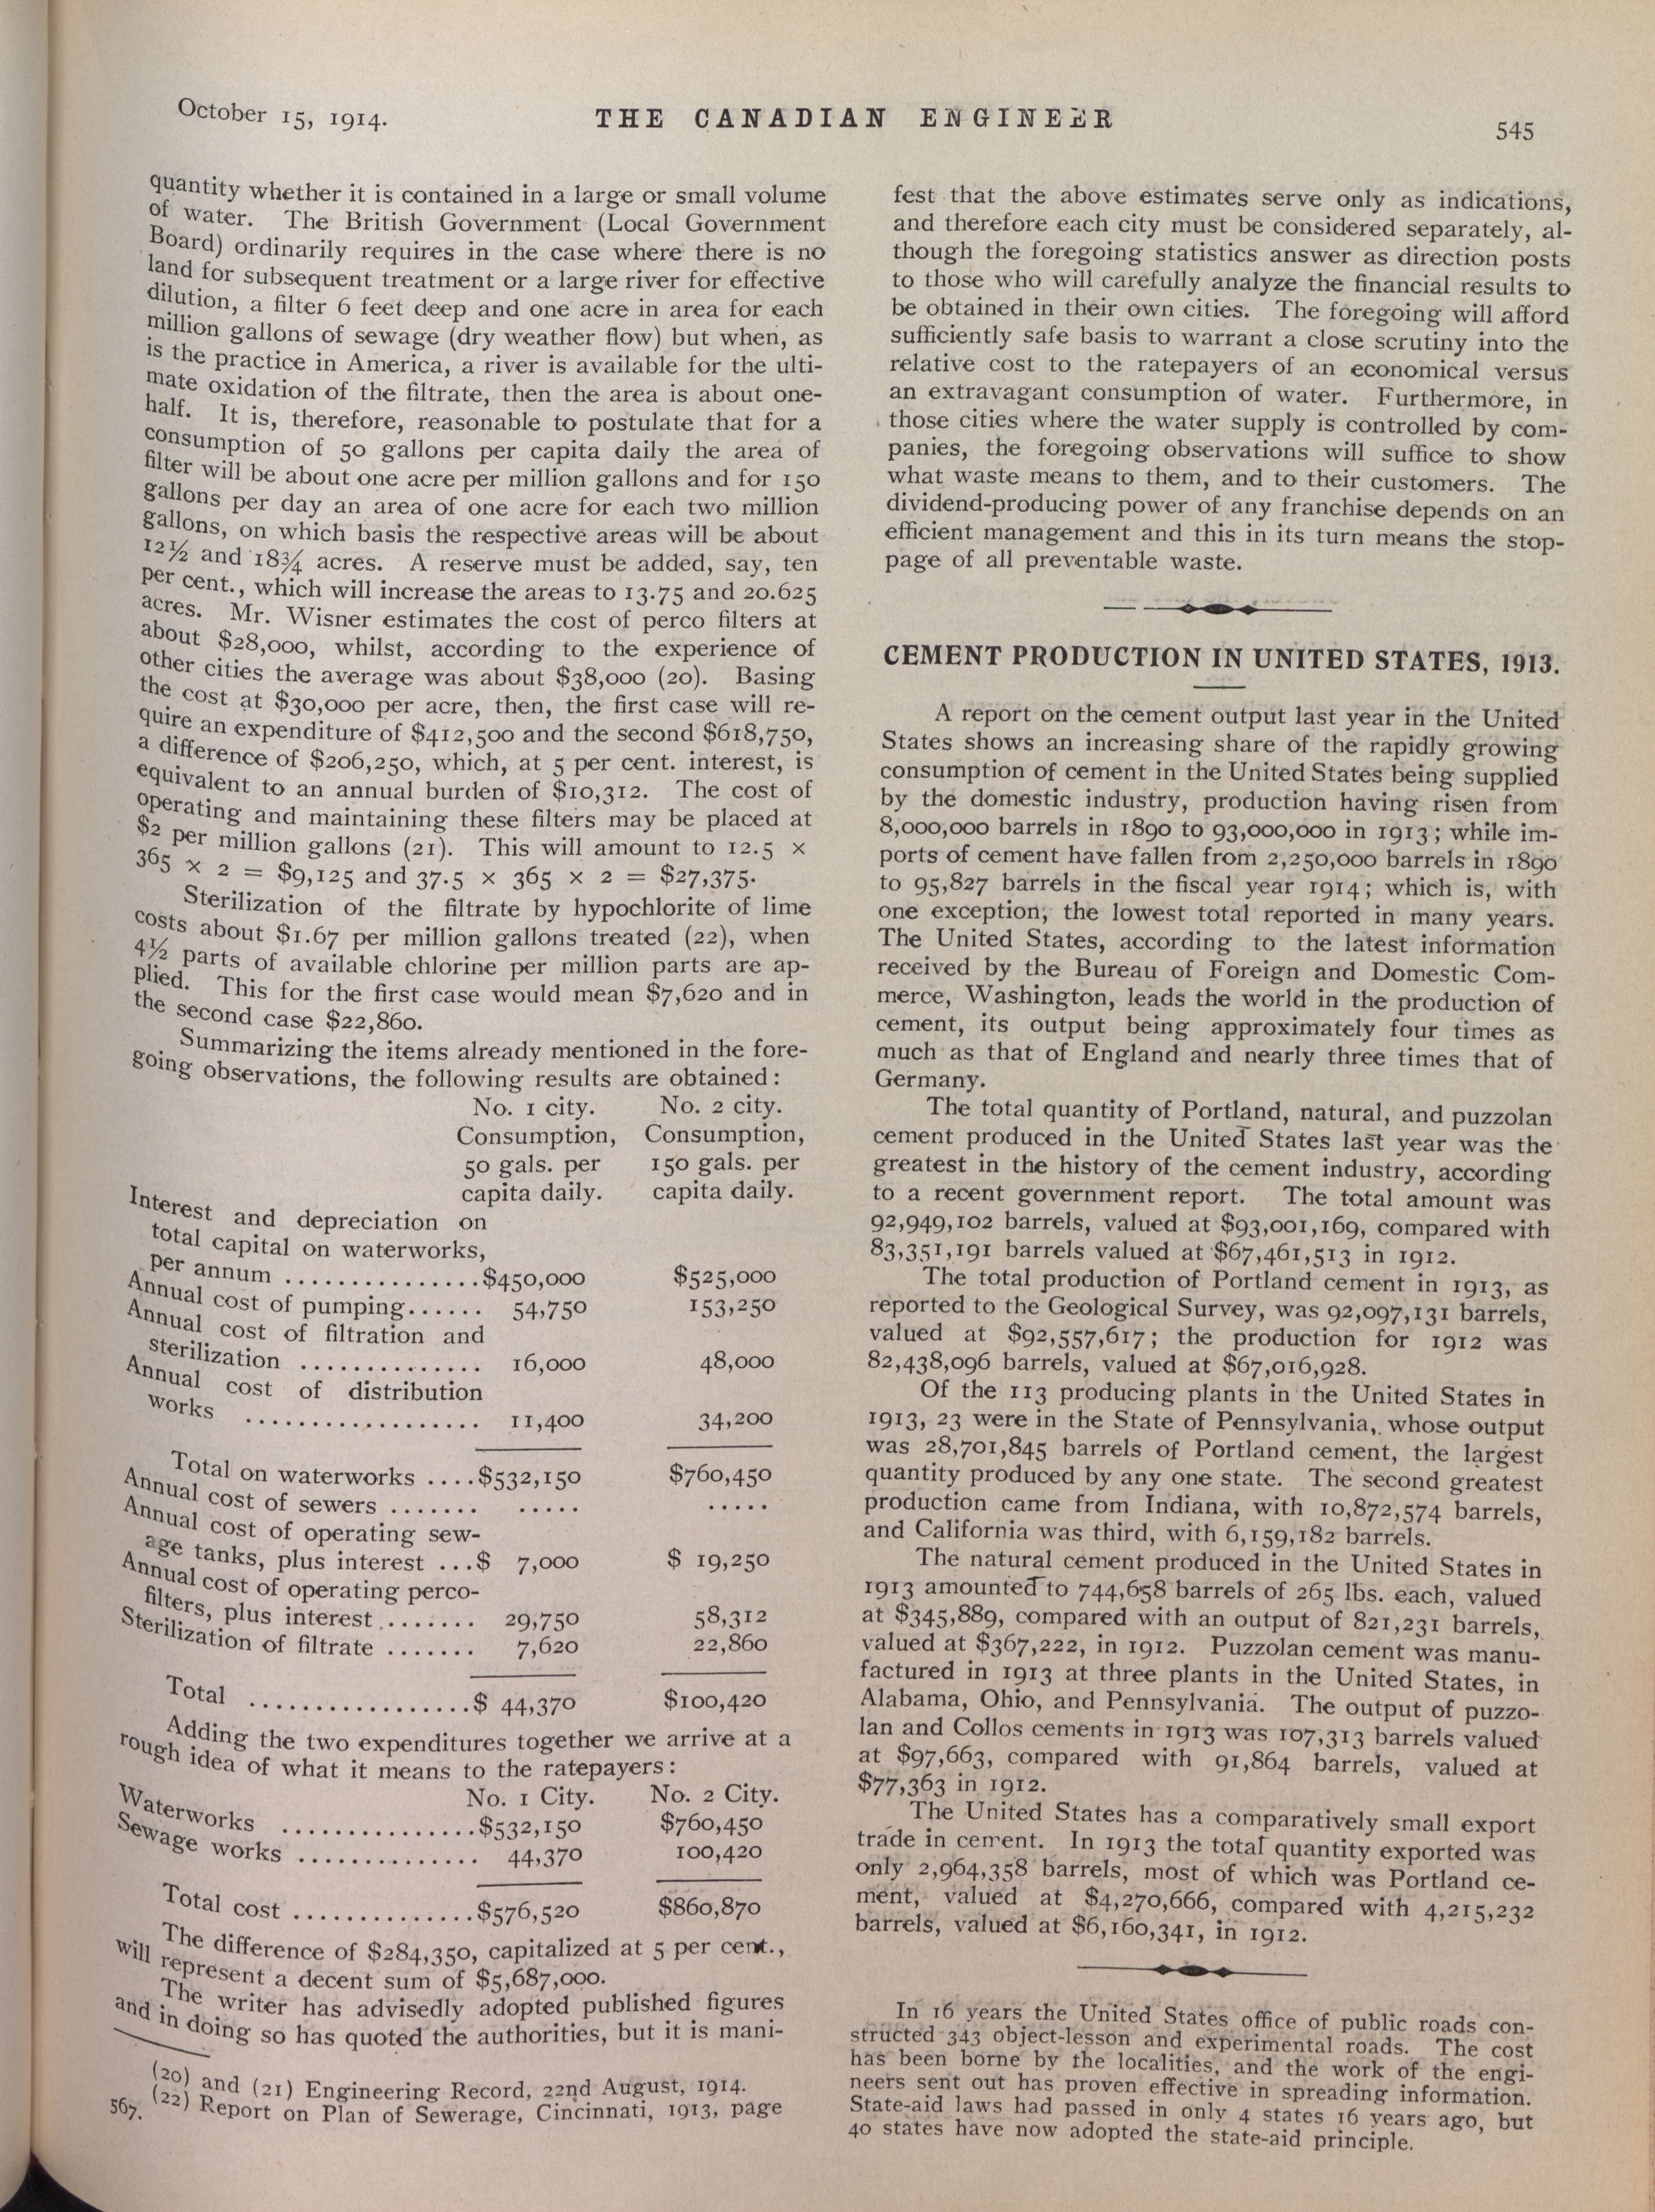 October 15, 1914.
THE CANADIAN ENGINEER
545
quantity whether it is contained in a large or small volume
of water. The British Government (Local Government
Board) ordinarily requires in the case where there is no
land for subsequent treatment or a large river for effective
dilution, a filter 6 feet deep and one acre in area for each
million gallons of sewage (dry weather flow) but when, as
is the practice in America, a river is available for the ulti-
mate oxidation of the filtrate, then the area is about one-
half. It is, therefore, reasonable to postulate that for a
consumption of 50 gallons per capita daily the area of
filter will be about one acre per million gallons and for 150
gallons per day an area of one acre for each two million
gallons, on which basis the respective areas will be about
12½ and 18¾ acres. A reserve must be added, say, ten
per cent., which will increase the areas to 13.75 and 20.625
acres. Mr. Wisner estimates the cost of perco filters at
about $28,000, whilst, according to the experience of
other cities the average was about $38,000 (20). Basing
the cost at $30,000 per acre, then, the first case will re-
quire an expenditure of $412,500 and the second $618,750,
a difference of $206,250, which, at 5 per cent. interest, is
equivalent to an annual burden of $10,312. The cost of
operating and maintaining these filters may be placed at
$2 per million gallons (21). This will amount to 12.5 ×
365 × 2 = $9,125 and 37.5 × 365 × 2 = $27,375.
Sterilization of the filtrate by hypochlorite of lime
costs about $1.67 per million gallons treated (22), when
4½ parts of available chlorine per million parts are ap-
plied. This for the first case would mean $7,620 and in
the second case $22,860.
Summarizing the items already mentioned in the fore-
going observations, the following results are obtained:
No. 1 city. No. 2 city.
Consumption, Consumption,
50 gals. per 150 gals. per
capita daily. capita daily.
Interest and depreciation on
total capital on waterworks,
per annum ...............$450,000 $525,000
Annual cost of pumping...... 54,750 153,250
Annual cost of filtration and
sterilization .............. 16,000 48,000
Annual cost of distribution
works .................. 11,400 34,200
Total on waterworks ....$532,150 $760,450
Annual cost of sewers ....... ..... .....
Annual cost of operating sew-
age tanks, plus interest ...$ 7,000 $ 19,250
Annual cost of operating perco-
filters, plus interest ....... 29,750 58,312
Sterilization of filtrate ....... 7,620 22,860
Total .................$ 44,370 $100,420
Adding the two expenditures together we arrive at a
rough idea of what it means to the ratepayers:
No. 1 City. No. 2 City.
Waterworks ...............$532,150 $760,450
Sewage works .............. 44,370 100,420
Total cost ..............$576,520 $860,870
The difference of $284,350, capitalized at 5 per cent.,
will represent a decent sum of $5,687,000.
The writer has advisedly adopted published figures
and in doing so has quoted the authorities, but it is mani-
(20) and (21) Engineering Record, 22nd August, 1914.
(22) Report on Plan of Sewerage, Cincinnati, 1913, page
567.
fest that the above estimates serve only as indications,
and therefore each city must be considered separately, al-
though the foregoing statistics answer as direction posts
to those who will carefully analyze the financial results to
be obtained in their own cities. The foregoing will afford
sufficiently safe basis to warrant a close scrutiny into the
relative cost to the ratepayers of an economical versus
an extravagant consumption of water. Furthermore, in
those cities where the water supply is controlled by com-
panies, the foregoing observations will suffice to show
what waste means to them, and to their customers. The
dividend-producing power of any franchise depends on an
efficient management and this in its turn means the stop-
page of all preventable waste.
CEMENT PRODUCTION IN UNITED STATES, 1913.
A report on the cement output last year in the United
States shows an increasing share of the rapidly growing
consumption of cement in the United States being supplied
by the domestic industry, production having risen from
8,000,000 barrels in 1890 to 93,000,000 in 1913; while im-
ports of cement have fallen from 2,250,000 barrels in 1890
to 95,827 barrels in the fiscal year 1914; which is, with
one exception, the lowest total reported in many years.
The United States, according to the latest information
received by the Bureau of Foreign and Domestic Com-
merce, Washington, leads the world in the production of
cement, its output being approximately four times as
much as that of England and nearly three times that of
Germany.
The total quantity of Portland, natural, and puzzolan
cement produced in the United States last year was the
greatest in the history of the cement industry, according
to a recent government report. The total amount was
92,949,102 barrels, valued at $93,001,169, compared with
83,351,191 barrels valued at $67,461,513 in 1912.
The total production of Portland cement in 1913, as
reported to the Geological Survey, was 92,097,131 barrels,
valued at $92,557,617; the production for 1912 was
82,438,096 barrels, valued at $67,016,928.
Of the 113 producing plants in the United States in
1913, 23 were in the State of Pennsylvania, whose output
was 28,701,845 barrels of Portland cement, the largest
quantity produced by any one state. The second greatest
production came from Indiana, with 10,872,574 barrels,
and California was third, with 6,159,182 barrels.
The natural cement produced in the United States in
1913 amounted to 744,658 barrels of 265 lbs. each, valued
at $345,889, compared with an output of 821,231 barrels,
valued at $367,222, in 1912. Puzzolan cement was manu-
factured in 1913 at three plants in the United States, in
Alabama, Ohio, and Pennsylvania. The output of puzzo-
lan and Collos cements in 1913 was 107,313 barrels valued
at $97,663, compared with 91,864 barrels, valued at
$77,363 in 1912.
The United States has a comparatively small export
trade in cement. In 1913 the total quantity exported was
only 2,964,358 barrels, most of which was Portland ce-
ment, valued at $4,270,666, compared with 4,215,232
barrels, valued at $6,160,341, in 1912.
In 16 years the United States office of public roads con-
structed 343 object-lesson and experimental roads. The cost
has been borne by the localities, and the work of the engi-
neers sent out has proven effective in spreading information.
State-aid laws had passed in only 4 states 16 years ago, but
40 states have now adopted the state-aid principle.